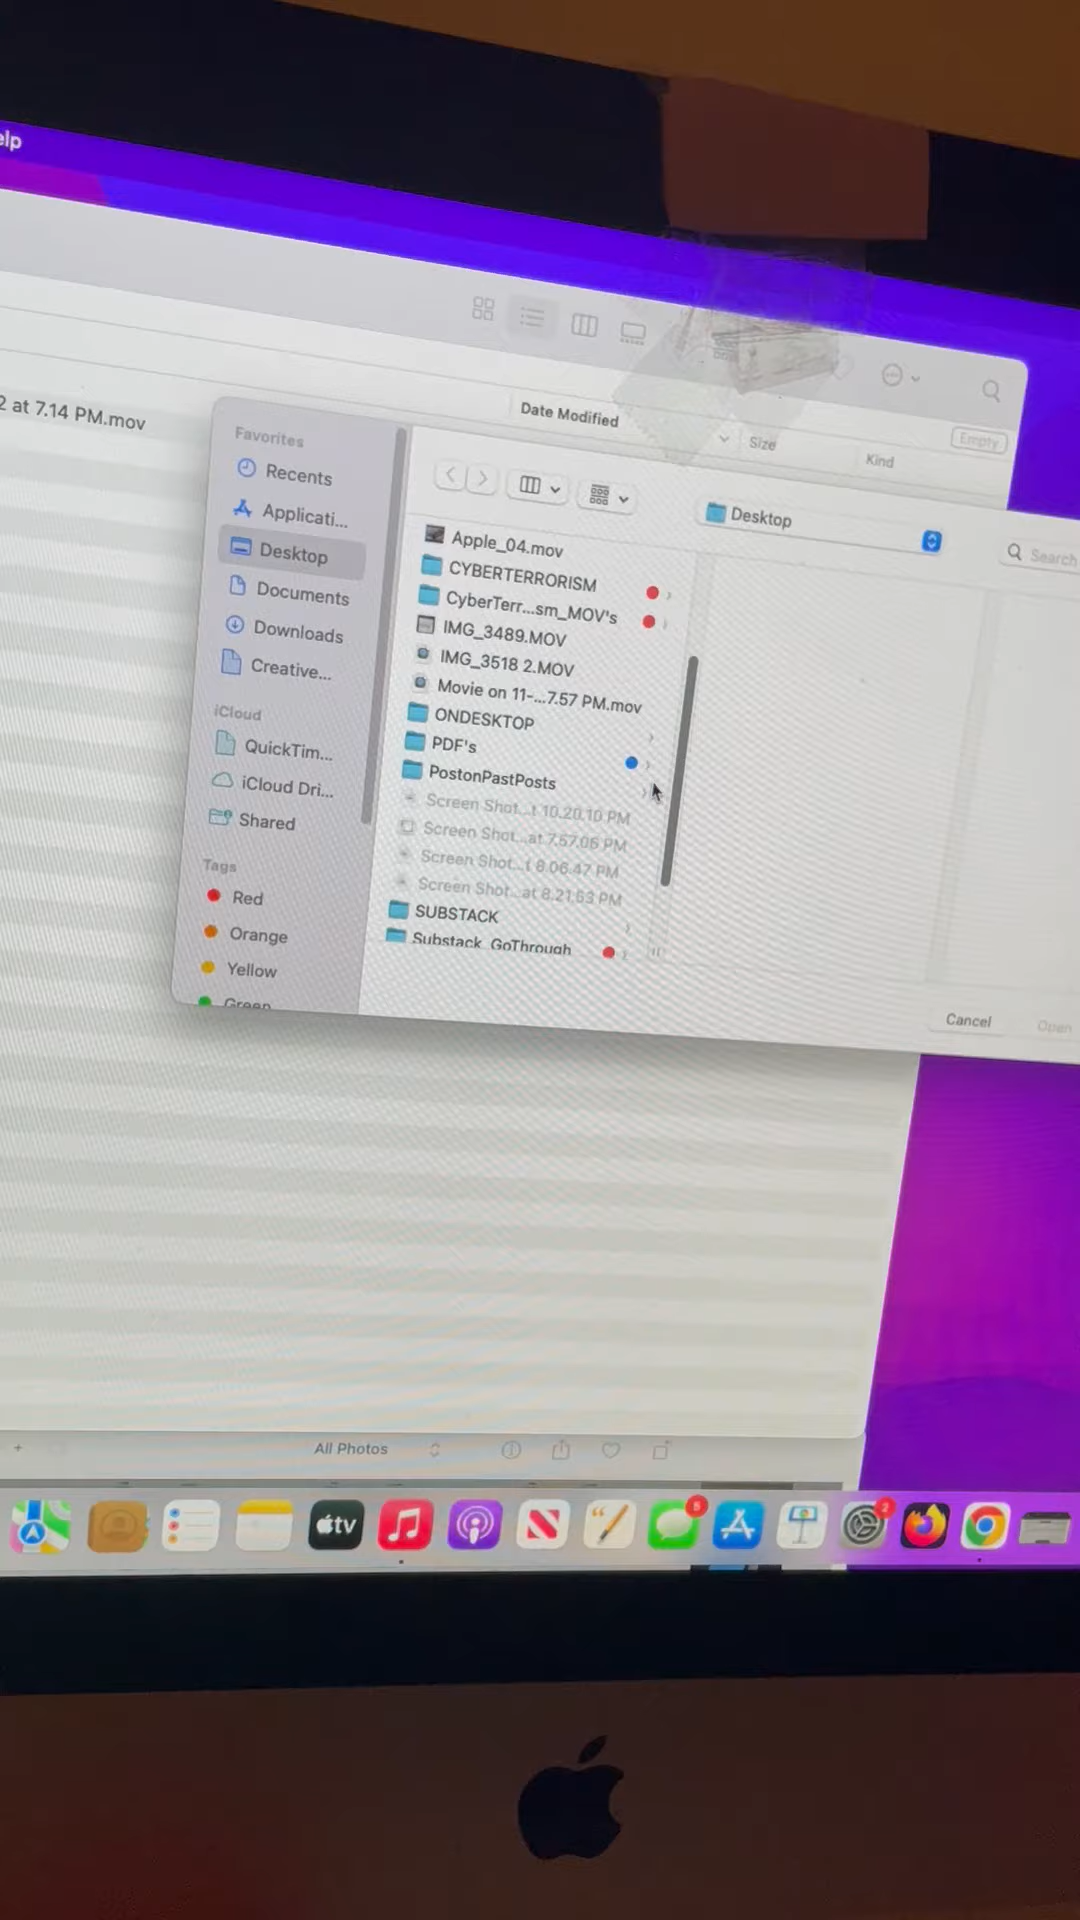 elp
2 at 7.14 PM.mov
Date Modified
Size
Kind
Empty
Favorites
Recents
Applicati...
Desktop
Documents
Downloads
Creative...
iCloud
QuickTim...
iCloud Dri...
Shared
Tags
Red
Orange
Yellow
Green
Desktop
Search
Apple_04.mov
CYBERTERRORISM
CyberTerr...sm_MOV's
IMG_3489.MOV
IMG_3518 2.MOV
Movie on 11-...7.57 PM.mov
ONDESKTOP
PDF's
PostonPastPosts
Screen Shot...t 10.20.10 PM
Screen Shot...at 7.57.06 PM
Screen Shot...t 8.06.47 PM
Screen Shot...at 8.21.53 PM
SUBSTACK
Substack_GoThrough
Cancel
Open
All Photos
tv
5
2